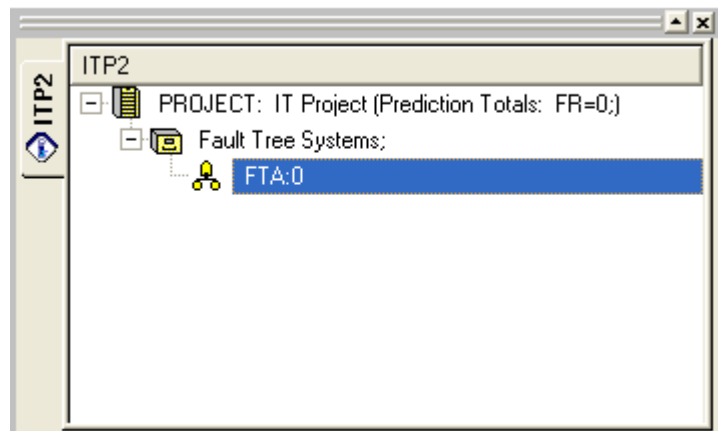 ITP2
ITP2
PROJECT: IT Project (Prediction Totals: FR=0;)
Fault Tree Systems;
FTA:0